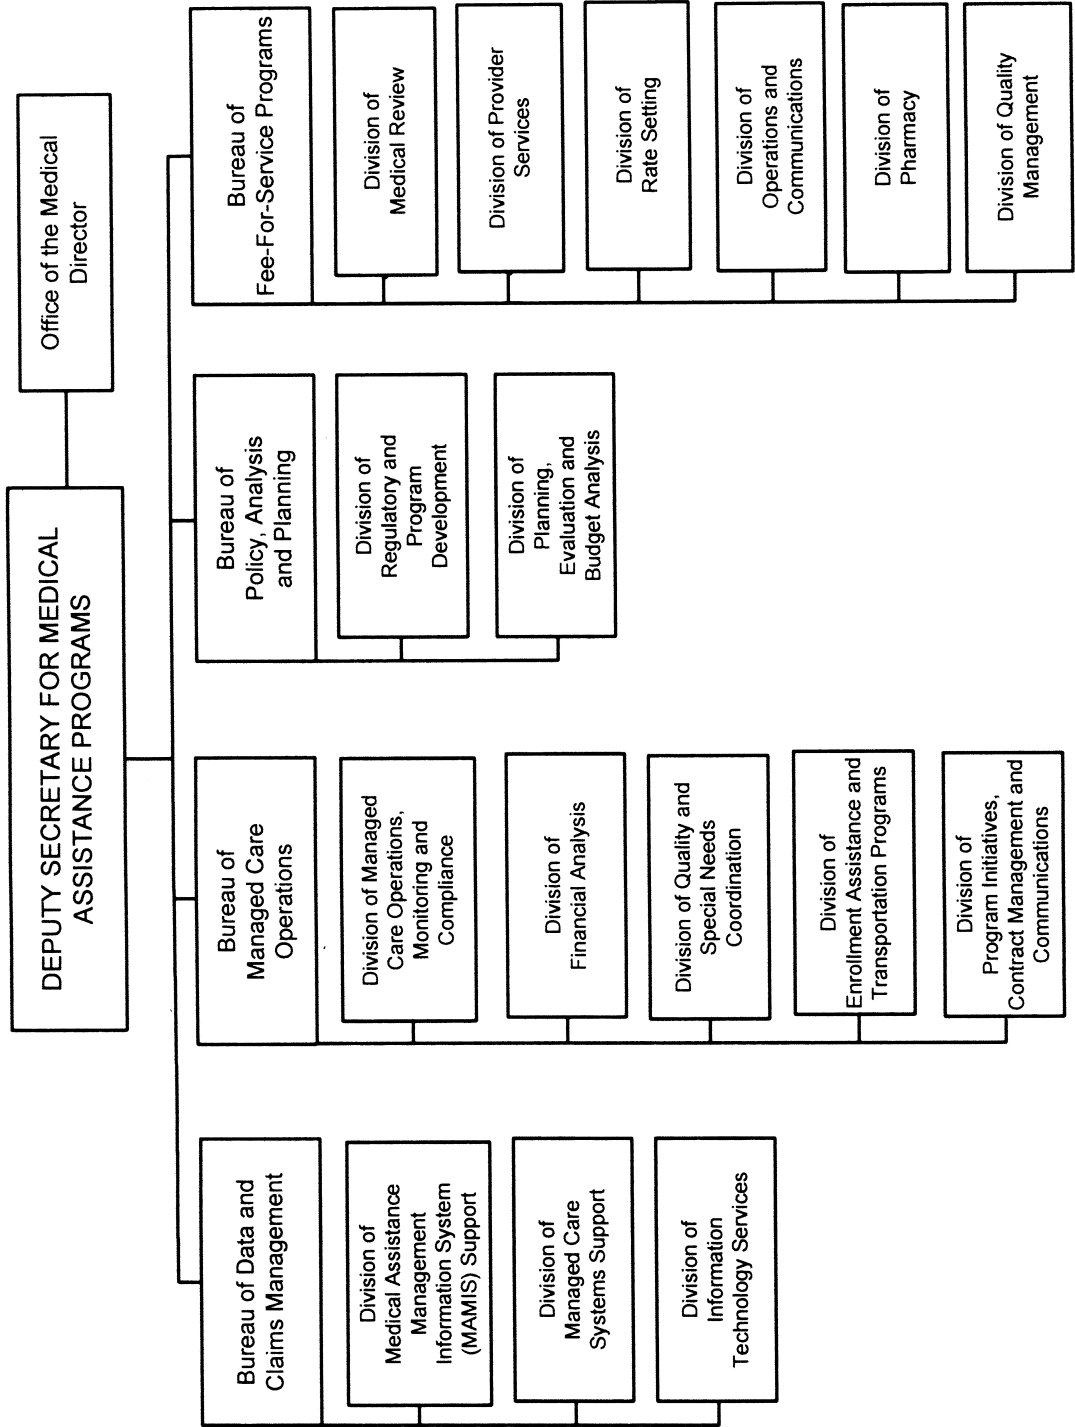 DEPUTY SECRETARY FOR MEDICAL
ASSISTANCE PROGRAMS
Office of the Medical
Director
Bureau of Data and
Claims Management
Division of
Medical Assistance
Management
Information System
(MAMIS) Support
Division of
Managed Care
Systems Support
Division of
Information
Technology Services
Bureau of
Managed Care
Operations
Division of Managed
Care Operations,
Monitoring and
Compliance
Division of
Financial Analysis
Division of Quality and
Special Needs
Coordination
Division of
Enrollment Assistance and
Transportation Programs
Division of
Program Initiatives,
Contract Management and
Communications
Bureau of
Policy, Analysis
and Planning
Division of
Regulatory and
Program
Development
Division of
Planning,
Evaluation and
Budget Analysis
Bureau of
Fee-For-Service Programs
Division of
Medical Review
Division of Provider
Services
Division of
Rate Setting
Division of
Operations and
Communications
Division of
Pharmacy
Division of Quality
Management